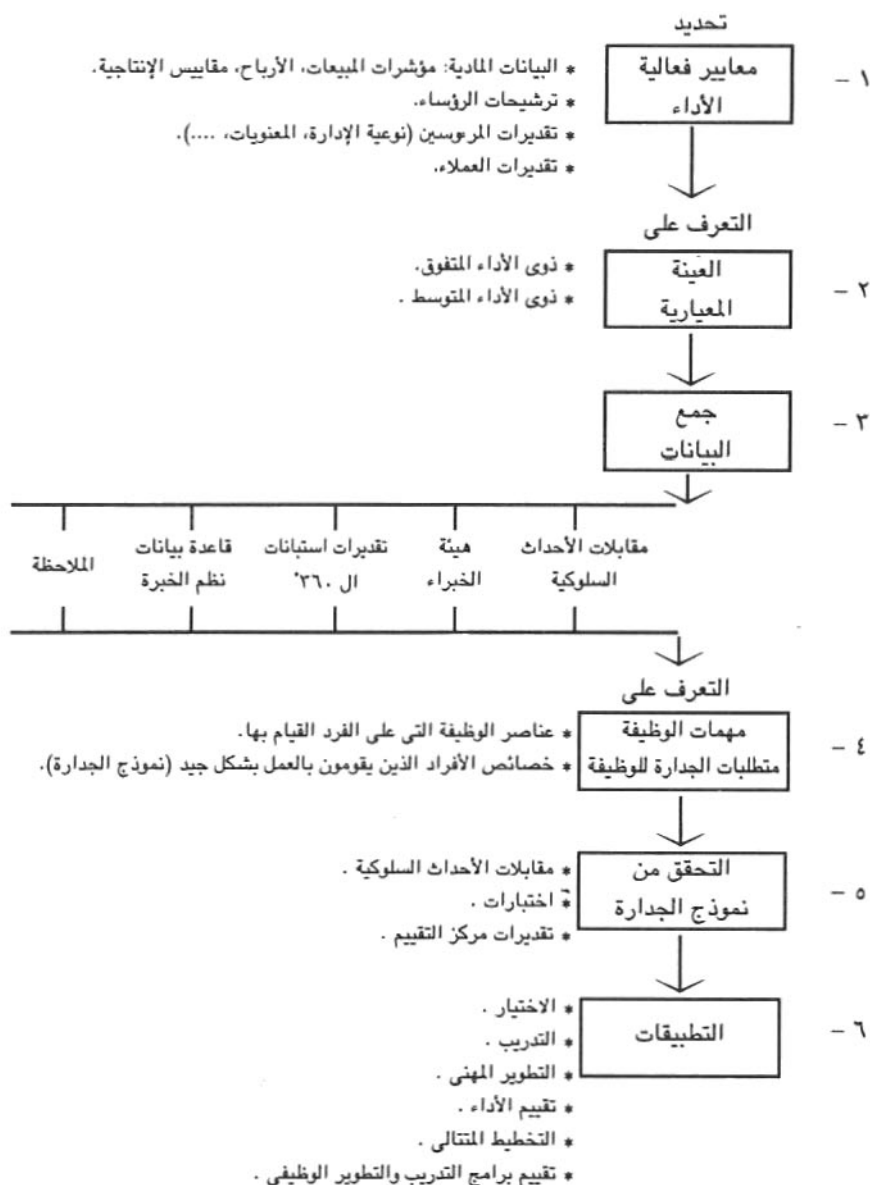 تحديد
١ -
معايير فعالية
الأداء
* البيانات المادية: مؤشرات المبيعات، الأرباح، مقاييس الإنتاجية.
* ترشيحات الرؤساء.
* تقديرات المرءوسين (نوعية الإدارة، المعنويات، ....).
* تقديرات العملاء.
التعرف على
٢ -
العينة
المعيارية
* ذوى الأداء المتفوق.
* ذوى الأداء المتوسط .
٣ -
جمع
البيانات
مقابلات الأحداث
السلوكية
هيئة
الخبراء
تقديرات استبانات
ال ٣٦٠°
قاعدة بيانات
نظم الخبرة
الملاحظة
التعرف على
٤ -
مهمات الوظيفة
متطلبات الجدارة للوظيفة
* عناصر الوظيفة التى على الفرد القيام بها.
* خصائص الأفراد الذين يقومون بالعمل بشكل جيد (نموذج الجدارة).
٥ -
التحقق من
نموذج الجدارة
* مقابلات الأحداث السلوكية .
* اختبارات .
* تقديرات مركز التقييم .
٦ -
التطبيقات
* الاختيار .
* التدريب .
* التطوير المهنى .
* تقييم الأداء .
* التخطيط المتتالى .
* تقييم برامج التدريب والتطوير الوظيفى .